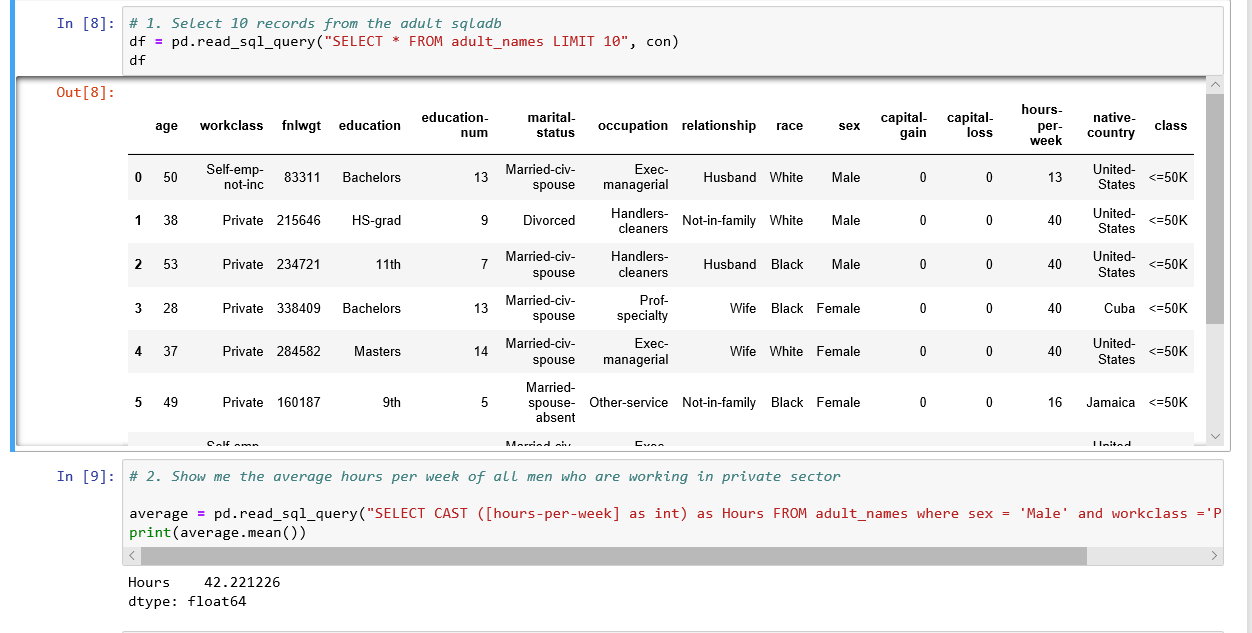 In [8]: # 1. Select 10 records from the adult sqladb
df = pd.read_sql_query("SELECT * FROM adult_names LIMIT 10", con)
df
Out[8]:
age workclass fnlwgt education education-num marital-status occupation relationship race sex capital-gain capital-loss hours-per-week native-country class
0 50 Self-emp-not-inc 83311 Bachelors 13 Married-civ-spouse Exec-managerial Husband White Male 0 0 13 United-States <=50K
1 38 Private 215646 HS-grad 9 Divorced Handlers-cleaners Not-in-family White Male 0 0 40 United-States <=50K
2 53 Private 234721 11th 7 Married-civ-spouse Handlers-cleaners Husband Black Male 0 0 40 United-States <=50K
3 28 Private 338409 Bachelors 13 Married-civ-spouse Prof-specialty Wife Black Female 0 0 40 Cuba <=50K
4 37 Private 284582 Masters 14 Married-civ-spouse Exec-managerial Wife White Female 0 0 40 United-States <=50K
5 49 Private 160187 9th 5 Married-spouse-absent Other-service Not-in-family Black Female 0 0 16 Jamaica <=50K
In [9]: # 2. Show me the average hours per week of all men who are working in private sector
average = pd.read_sql_query("SELECT CAST ([hours-per-week] as int) as Hours FROM adult_names where sex = 'Male' and workclass ='P
print(average.mean())
Hours 42.221226
dtype: float64